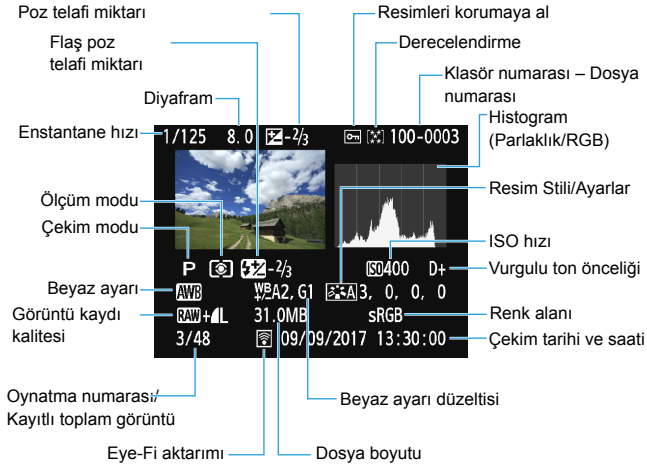 Poz telafi miktarı
Resimleri korumaya al
Flaş poz
telafi miktarı
Derecelendirme
Klasör numarası – Dosya
numarası
Diyafram
Histogram
(Parlaklık/RGB)
Enstantane hızı
1/125 8.0 -2/3 100-0003
Ölçüm modu
Resim Stili/Ayarlar
Çekim modu
ISO hızı
P -2/3 ISO400 D+
Vurgulu ton önceliği
Beyaz ayarı
AWB WB A2, G1 A 3, 0, 0, 0
Görüntü kaydı
kalitesi
RAW+L 31.0MB sRGB
Renk alanı
3/48 09/09/2017 13:30:00
Çekim tarihi ve saati
Oynatma numarası/
Kayıtlı toplam görüntü
Beyaz ayarı düzeltisi
Eye-Fi aktarımı
Dosya boyutu